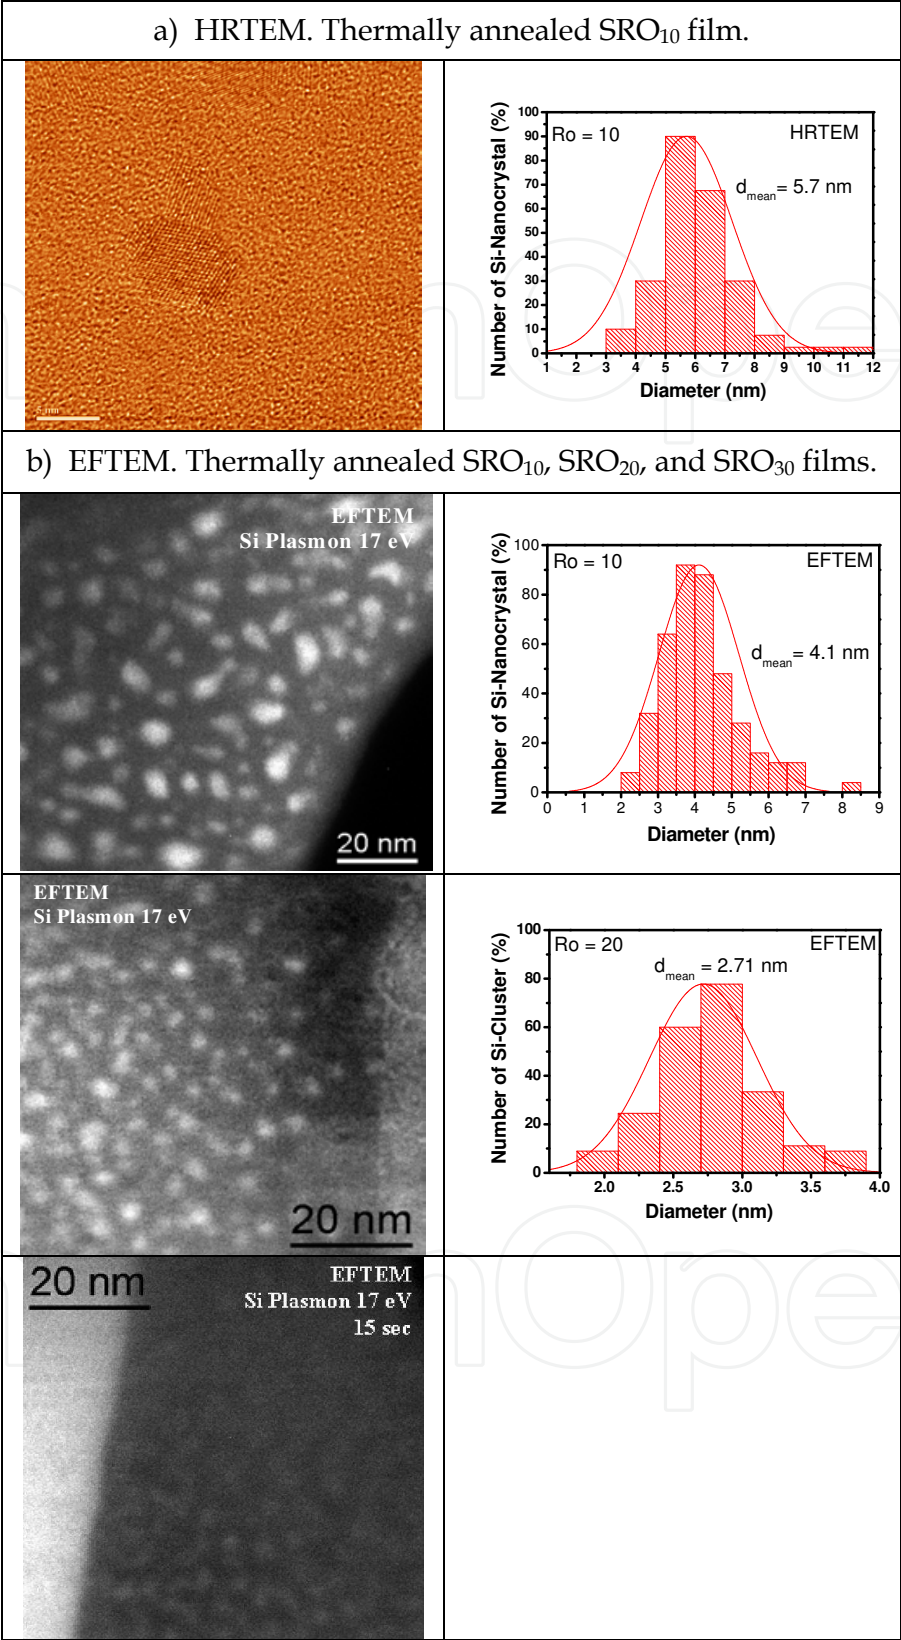 a) HRTEM. Thermally annealed SRO₁₀ film.
5 nm
Number of Si-Nanocrystal (%)
100
90
80
70
60
50
40
30
20
10
0
Ro = 10
HRTEM
d_mean = 5.7 nm
1 2 3 4 5 6 7 8 9 10 11 12
Diameter (nm)
b) EFTEM. Thermally annealed SRO₁₀, SRO₂₀, and SRO₃₀ films.
EFTEM
Si Plasmon 17 eV
20 nm
Number of Si-Nanocrystal (%)
100
80
60
40
20
0
Ro = 10
EFTEM
d_mean = 4.1 nm
0 1 2 3 4 5 6 7 8 9
Diameter (nm)
EFTEM
Si Plasmon 17 eV
20 nm
Number of Si-Cluster (%)
100
80
60
40
20
0
Ro = 20
EFTEM
d_mean = 2.71 nm
2.0 2.5 3.0 3.5 4.0
Diameter (nm)
20 nm
EFTEM
Si Plasmon 17 eV
15 sec